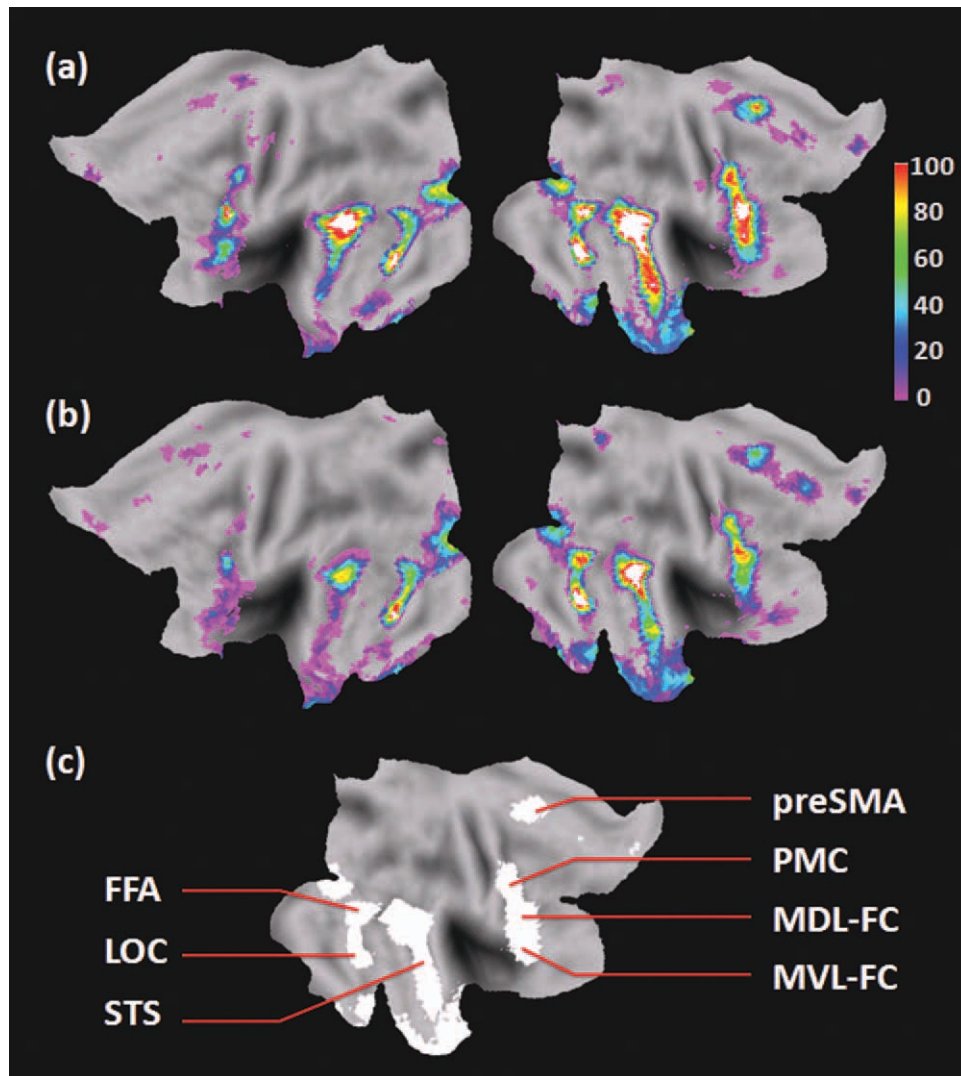 (a)
100
80
60
40
20
0
(b)
(c)
preSMA
PMC
FFA
MDL-FC
LOC
MVL-FC
STS